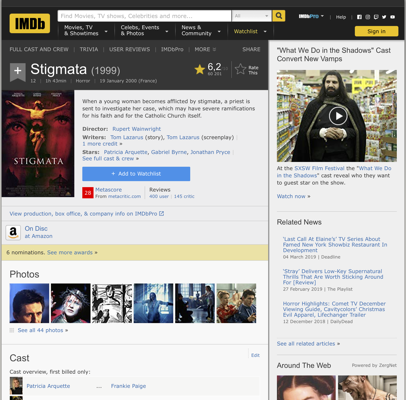 IMDb
Find Movies, TV shows, Celebrities and more...
All
IMDbPro
Help
Movies, TV & Showtimes
Celebs, Events & Photos
News & Community
Watchlist
Sign in
FULL CAST AND CREW | TRIVIA | USER REVIEWS | IMDbPro | MORE
SHARE
Stigmata (1999)
12 | 1h 43min | Horror | 19 January 2000 (France)
6,2
Rate This
When a young woman becomes afflicted by stigmata, a priest is
sent to investigate her case, which may have severe ramifications
for his faith and for the Catholic Church itself.
Director: Rupert Wainwright
Writers: Tom Lazarus (story), Tom Lazarus (screenplay) |
1 more credit »
Stars: Patricia Arquette, Gabriel Byrne, Jonathan Pryce |
See full cast & crew »
+ Add to Watchlist
28
Metascore
From metacritic.com
Reviews
400 user | 145 critic
STIGMATA
View production, box office, & company info on IMDbPro
On Disc
at Amazon
6 nominations. See more awards »
Photos
See all 44 photos »
Cast
Edit
Cast overview, first billed only:
Patricia Arquette ... Frankie Paige
"What We Do in the Shadows" Cast
Convert New Vamps
At the SXSW Film Festival the "What We Do
in the Shadows" cast reveal who they want
to guest star on the show.
Watch now »
Related News
'Last Call At Elaine's' TV Series About
Famed New York Showbiz Restaurant In
Development
04 March 2019 | Deadline
'Stray' Delivers Low-Key Supernatural
Thrills That Are Worth Sticking Around
For [Review]
27 February 2019 | The Playlist
Horror Highlights: Comet TV December
Viewing Guide, Cavitycolors' Christmas
Evil Apparel, Lifechanger Trailer
12 December 2018 | DailyDead
See all related articles »
Around The Web
Powered by Zergnet